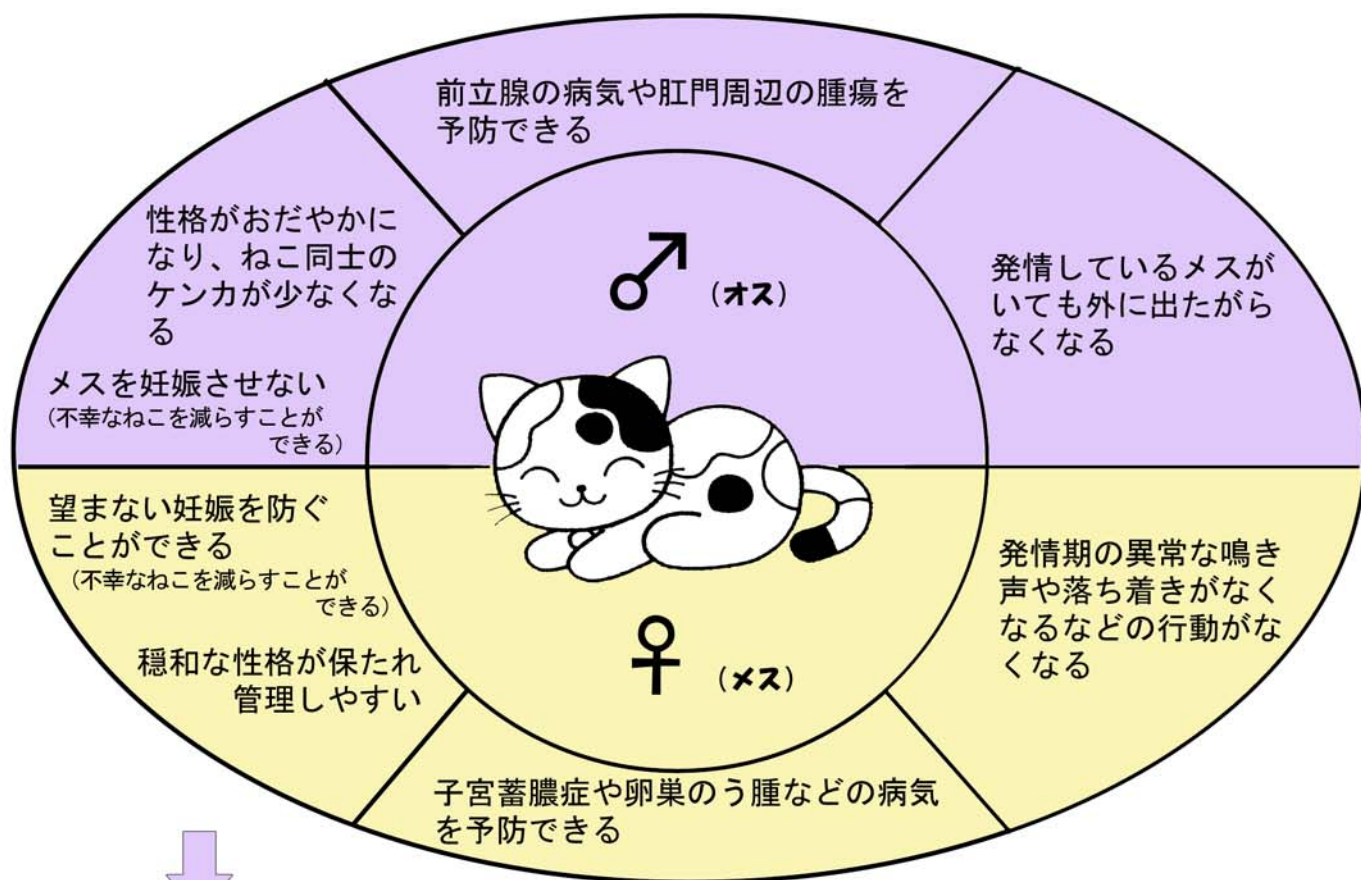 前立腺の病気や肛門周辺の腫瘍を
予防できる
性格がおだやかに
なり、ねこ同士の
ケンカが少なくな
る
メスを妊娠させない
(不幸なねこを減らすことが
できる)
♂(オス)
発情しているメスが
いても外に出たがら
なくなる
望まない妊娠を防ぐ
ことができる
(不幸なねこを減らすことが
できる)
穏和な性格が保たれ
管理しやすい
♀(メス)
発情期の異常な鳴き
声や落ち着きがなく
なるなどの行動がな
くなる
子宮蓄膿症や卵巣のう腫などの病気
を予防できる